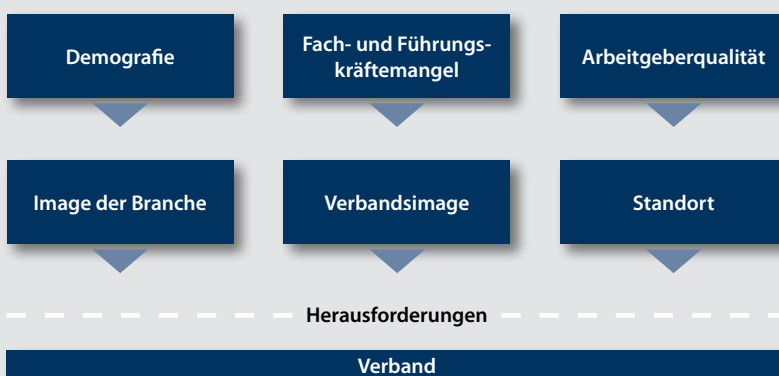 Demografie
Fach- und Führungs-
kräftemangel
Arbeitgeberqualität
Image der Branche
Verbandsimage
Standort
Herausforderungen
Verband